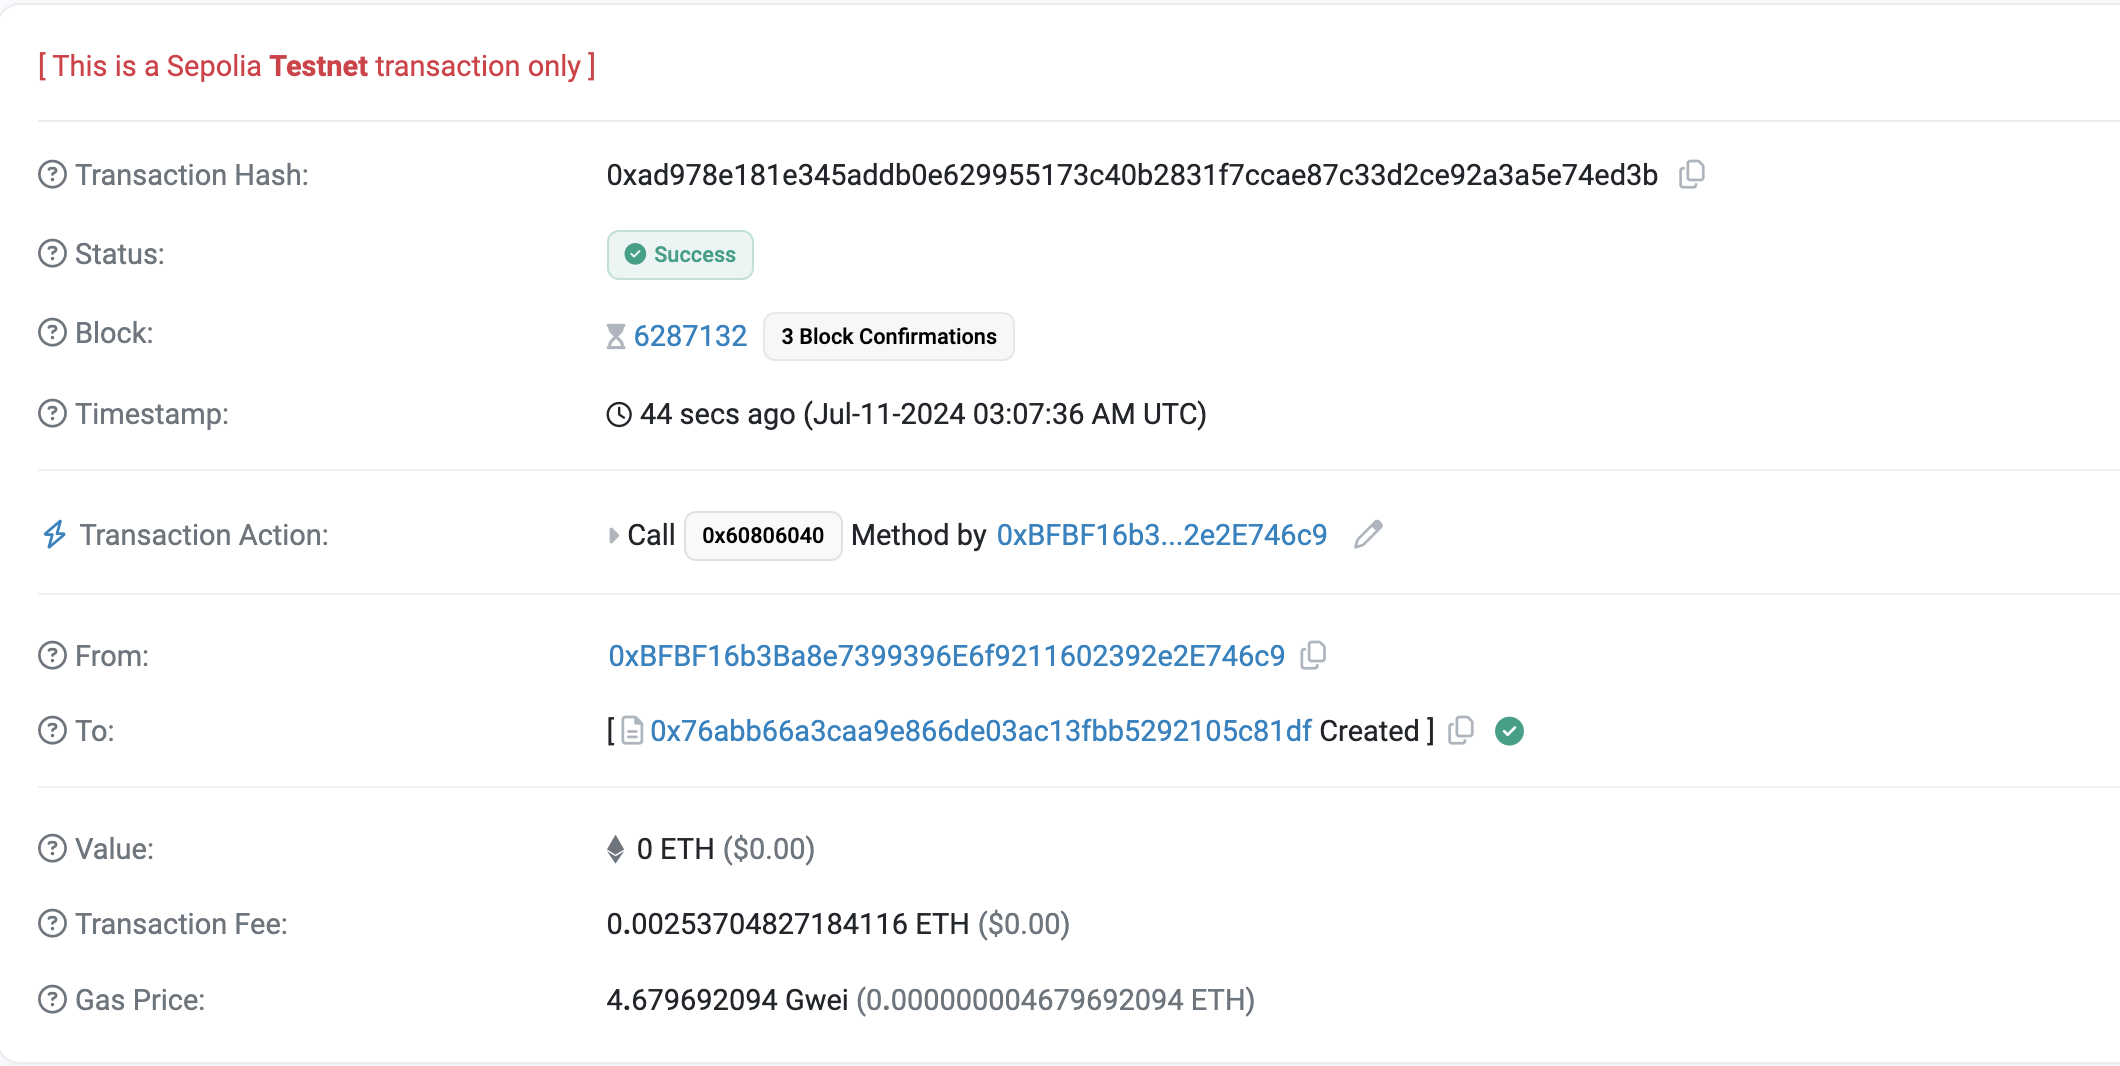 [ This is a Sepolia Testnet transaction only ]
Transaction Hash: 0xad978e181e345addb0e629955173c40b2831f7ccae87c33d2ce92a3a5e74ed3b
Status: Success
Block: 6287132 3 Block Confirmations
Timestamp: 44 secs ago (Jul-11-2024 03:07:36 AM UTC)
Transaction Action: Call 0x60806040 Method by 0xBFBF16b3...2e2E746c9
From: 0xBFBF16b3Ba8e7399396E6f9211602392e2E746c9
To: [ 0x76abb66a3caa9e866de03ac13fbb5292105c81df Created ]
Value: 0 ETH ($0.00)
Transaction Fee: 0.00253704827184116 ETH ($0.00)
Gas Price: 4.679692094 Gwei (0.000000004679692094 ETH)